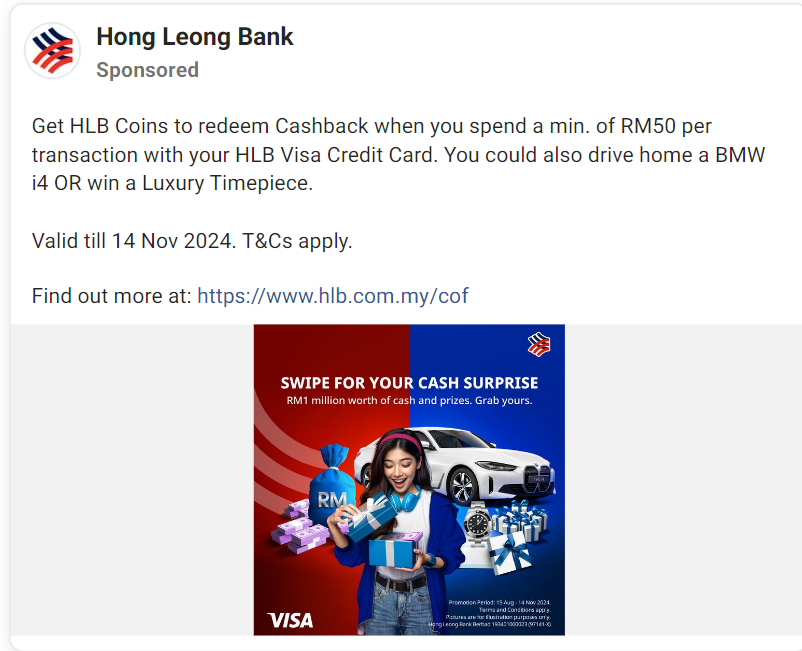 Hong Leong Bank
Sponsored
Get HLB Coins to redeem Cashback when you spend a min. of RM50 per
transaction with your HLB Visa Credit Card. You could also drive home a BMW
i4 OR win a Luxury Timepiece.
Valid till 14 Nov 2024. T&Cs apply.
Find out more at: https://www.hlb.com.my/cof
SWIPE FOR YOUR CASH SURPRISE
RM1 million worth of cash and prizes. Grab yours.
RM
VISA
Promotion Period: 15 Aug - 14 Nov 2024.
Terms and Conditions apply.
Pictures are for illustration purposes only.
Hong Leong Bank Berhad 193401000023 (97141-X)